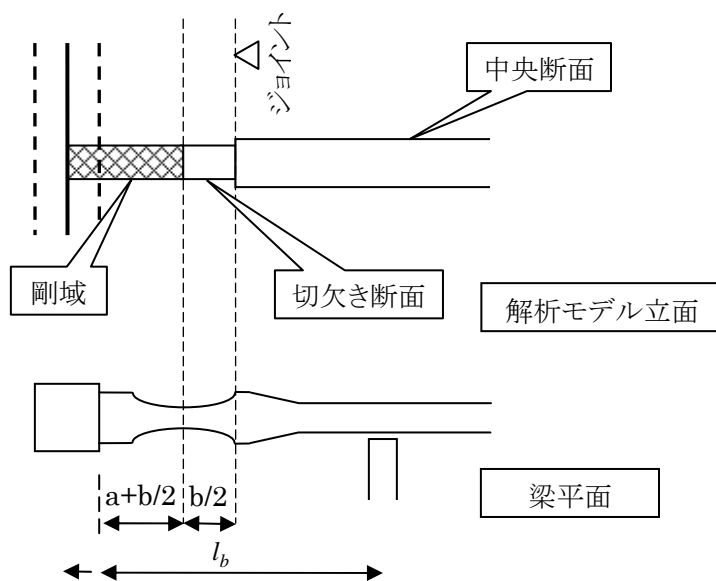 ジョイント
中央断面
剛域
切欠き断面
解析モデル立面
a+b/2
b/2
梁平面
l_b